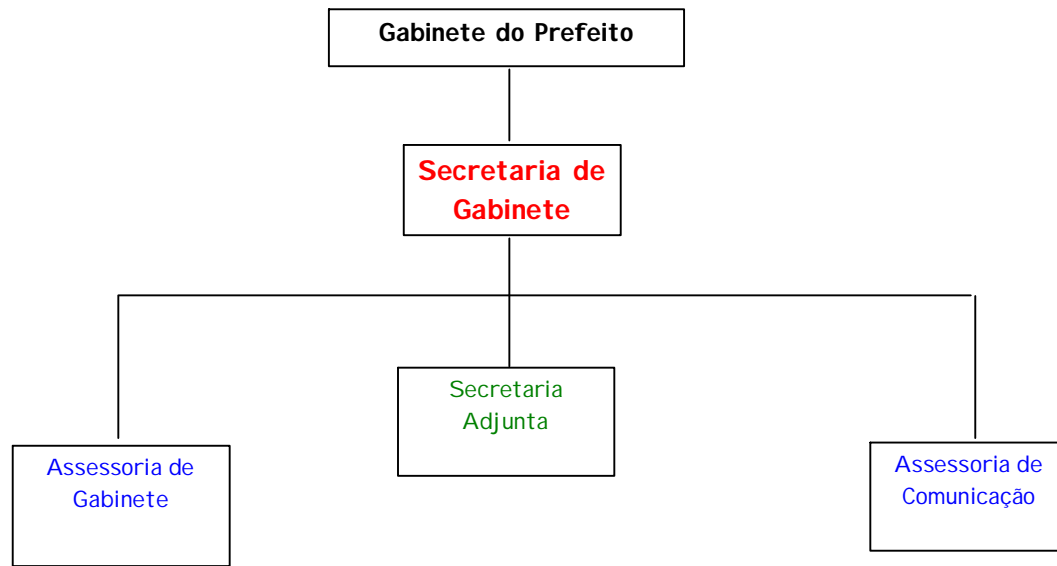 Gabinete do Prefeito
Secretaria de
Gabinete
Secretaria
Adjunta
Assessoria de
Gabinete
Assessoria de
Comunicação